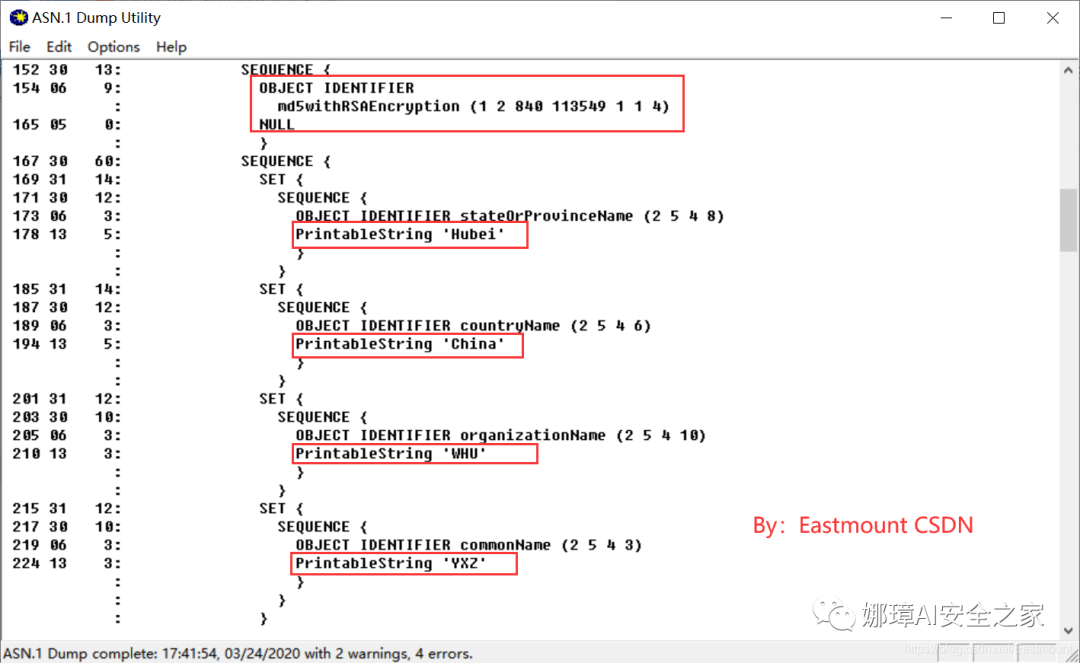 ASN.1 Dump Utility
File Edit Options Help
152 30 13: SEQUENCE {
154 06 9: OBJECT IDENTIFIER
: md5withRSAEncryption (1 2 840 113549 1 1 4)
165 05 0: NULL
: }
167 30 60: SEQUENCE {
169 31 14: SET {
171 30 12: SEQUENCE {
173 06 3: OBJECT IDENTIFIER stateOrProvinceName (2 5 4 8)
178 13 5: PrintableString 'Hubei'
: }
: }
185 31 14: SET {
187 30 12: SEQUENCE {
189 06 3: OBJECT IDENTIFIER countryName (2 5 4 6)
194 13 5: PrintableString 'China'
: }
: }
201 31 12: SET {
203 30 10: SEQUENCE {
205 06 3: OBJECT IDENTIFIER organizationName (2 5 4 10)
210 13 3: PrintableString 'WHU'
: }
: }
215 31 12: SET {
217 30 10: SEQUENCE {
By：Eastmount CSDN
219 06 3: OBJECT IDENTIFIER commonName (2 5 4 3)
224 13 3: PrintableString 'YXZ'
: }
: }
: }
娜璋AI安全之家
ASN.1 Dump complete: 17:41:54, 03/24/2020 with 2 warnings, 4 errors.
https://blog.csdn.net/Eastmount